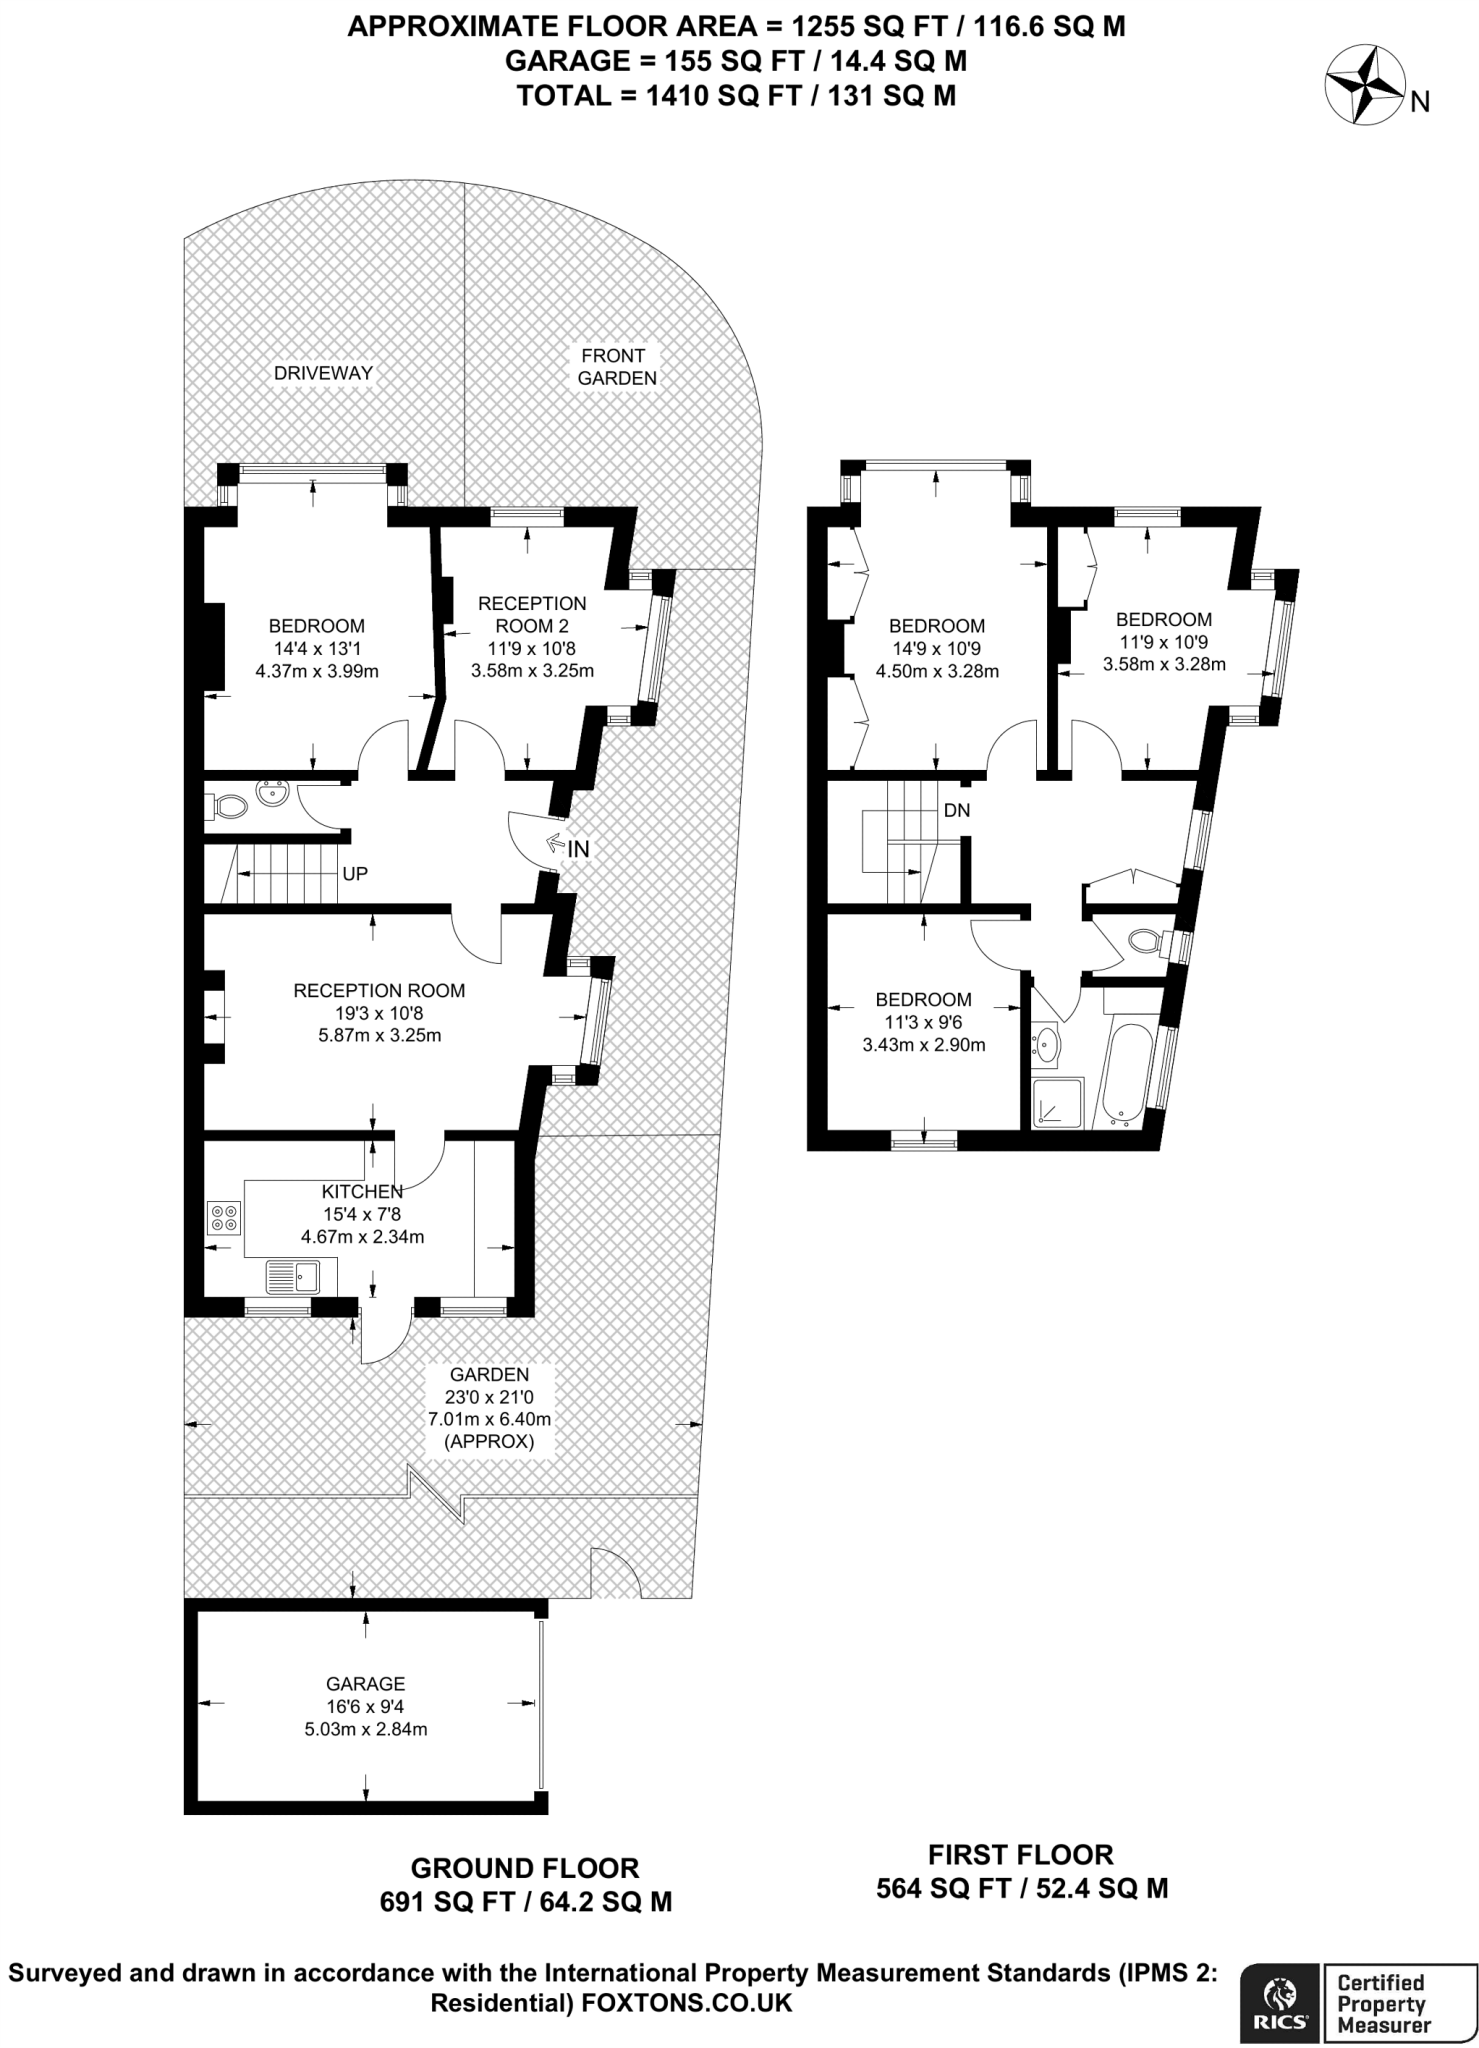 APPROXIMATE FLOOR AREA = 1255 SQ FT / 116.6 SQ M
GARAGE = 155 SQ FT / 14.4 SQ M
TOTAL = 1410 SQ FT / 131 SQ M
N
DRIVEWAY
FRONT
GARDEN
BEDROOM
14'4 x 13'1
4.37m x 3.99m
RECEPTION
ROOM 2
11'9 x 10'8
3.58m x 3.25m
IN
UP
RECEPTION ROOM
19'3 x 10'8
5.87m x 3.25m
KITCHEN
15'4 x 7'8
4.67m x 2.34m
GARDEN
23'0 x 21'0
7.01m x 6.40m
(APPROX)
GARAGE
16'6 x 9'4
5.03m x 2.84m
BEDROOM
14'9 x 10'9
4.50m x 3.28m
BEDROOM
11'9 x 10'9
3.58m x 3.28m
DN
BEDROOM
11'3 x 9'6
3.43m x 2.90m
GROUND FLOOR
691 SQ FT / 64.2 SQ M
FIRST FLOOR
564 SQ FT / 52.4 SQ M
Surveyed and drawn in accordance with the International Property Measurement Standards (IPMS 2:
Residential) FOXTONS.CO.UK
RICS
Certified
Property
Measurer